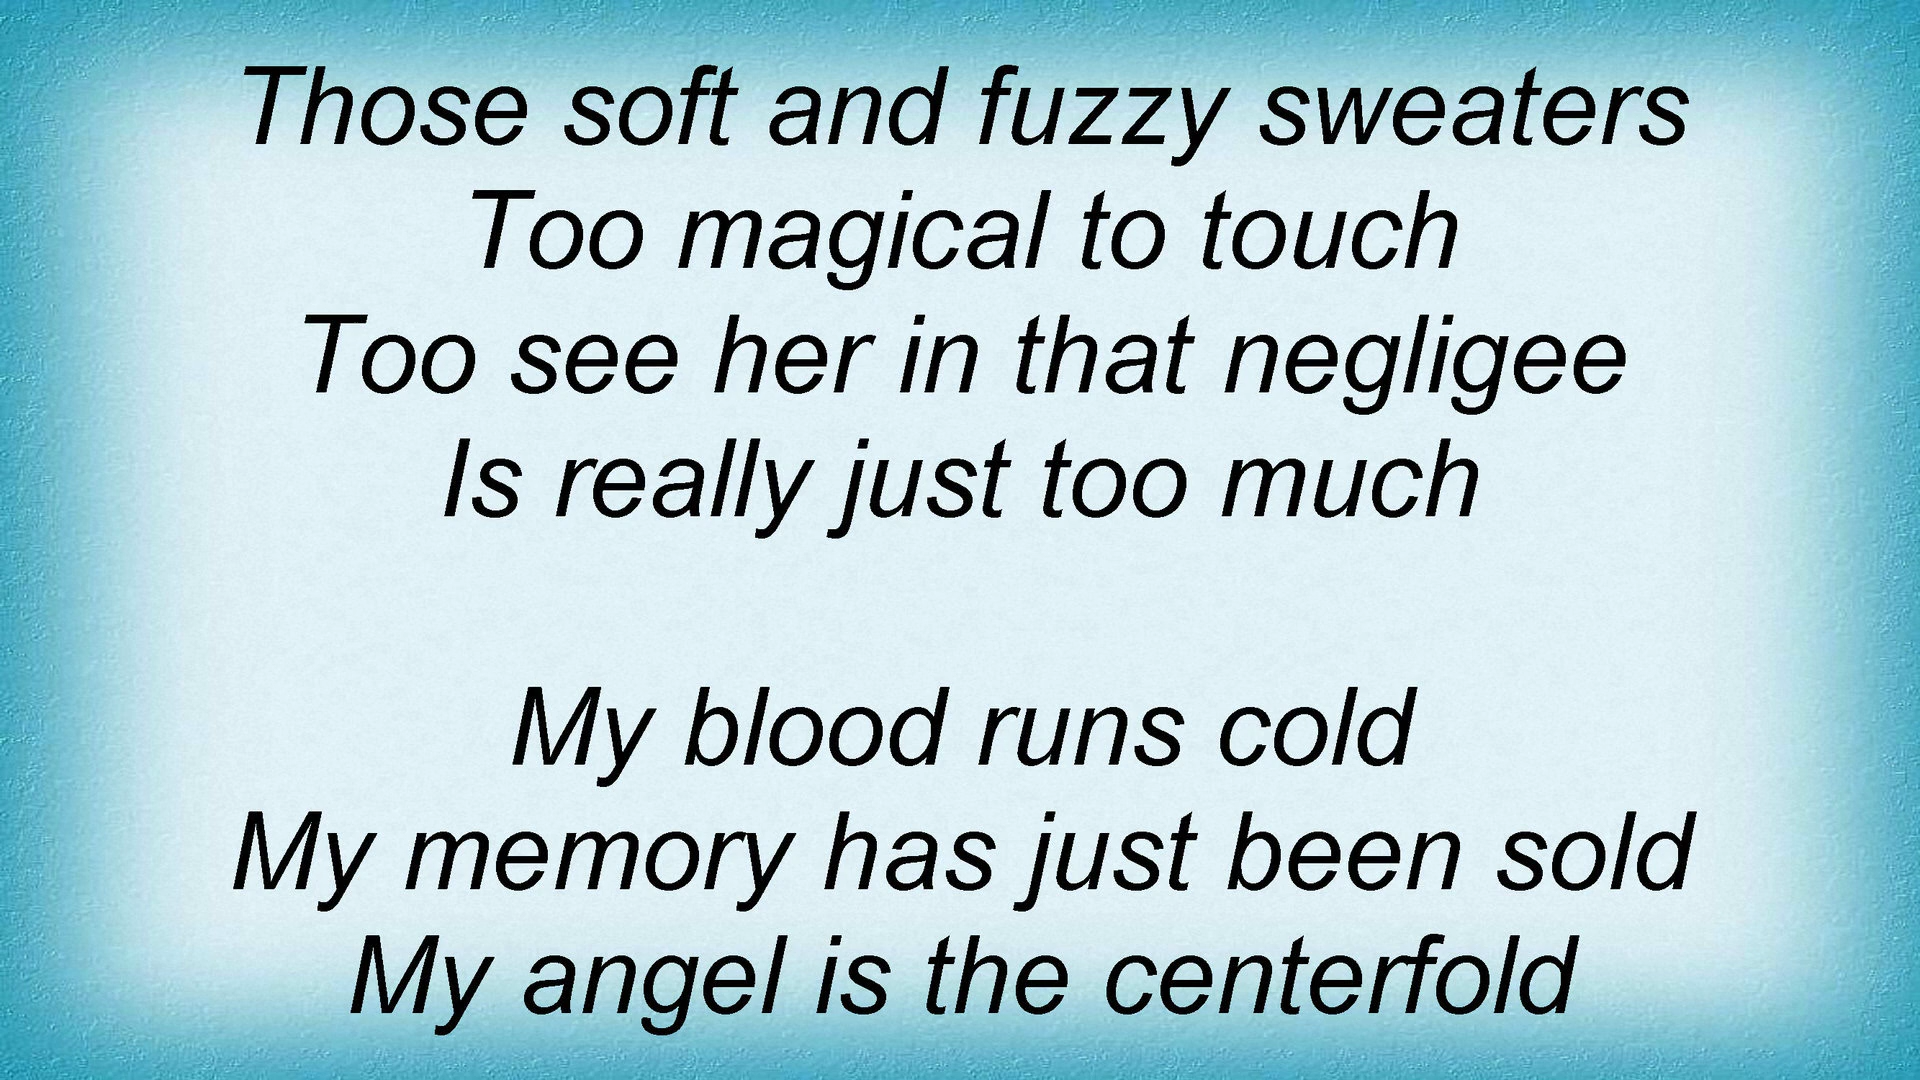 Those soft and fuzzy sweaters
Too magical to touch
Too see her in that negligee
Is really just too much
My blood runs cold
My memory has just been sold
My angel is the centerfold